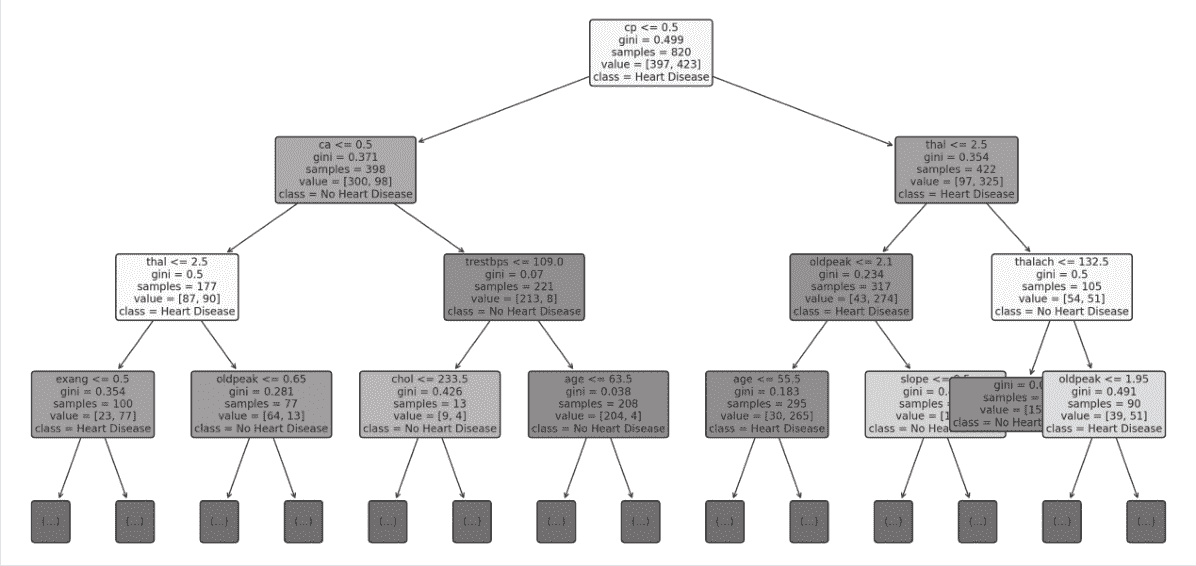 cp <= 0.5
gini = 0.499
samples = 820
value = [397, 423]
class = Heart Disease
ca <= 0.5
gini = 0.371
samples = 398
value = [300, 98]
class = No Heart Disease
thal <= 2.5
gini = 0.354
samples = 422
value = [97, 325]
class = Heart Disease
thal <= 2.5
gini = 0.5
samples = 177
value = [87, 90]
class = Heart Disease
trestbps <= 109.0
gini = 0.07
samples = 221
value = [213, 8]
class = No Heart Disease
oldpeak <= 2.1
gini = 0.234
samples = 317
value = [43, 274]
class = Heart Disease
thalach <= 132.5
gini = 0.5
samples = 105
value = [54, 51]
class = No Heart Disease
exang <= 0.5
gini = 0.354
samples = 100
value = [23, 77]
class = Heart Disease
oldpeak <= 0.65
gini = 0.281
samples = 77
value = [64, 13]
class = No Heart Disease
chol <= 233.5
gini = 0.426
samples = 13
value = [9, 4]
class = No Heart Disease
age <= 63.5
gini = 0.038
samples = 208
value = [204, 4]
class = No Heart Disease
age <= 55.5
gini = 0.183
samples = 295
value = [30, 265]
class = Heart Disease
slope <=
gini =
samples =
value =
class = No
gini =
samples =
value =
class = No Heart
oldpeak <= 1.95
gini = 0.491
samples = 90
value = [39, 51]
class = Heart Disease
(...)
(...)
(...)
(...)
(...)
(...)
(...)
(...)
(...)
(...)
(...)
(...)
(...)
(...)